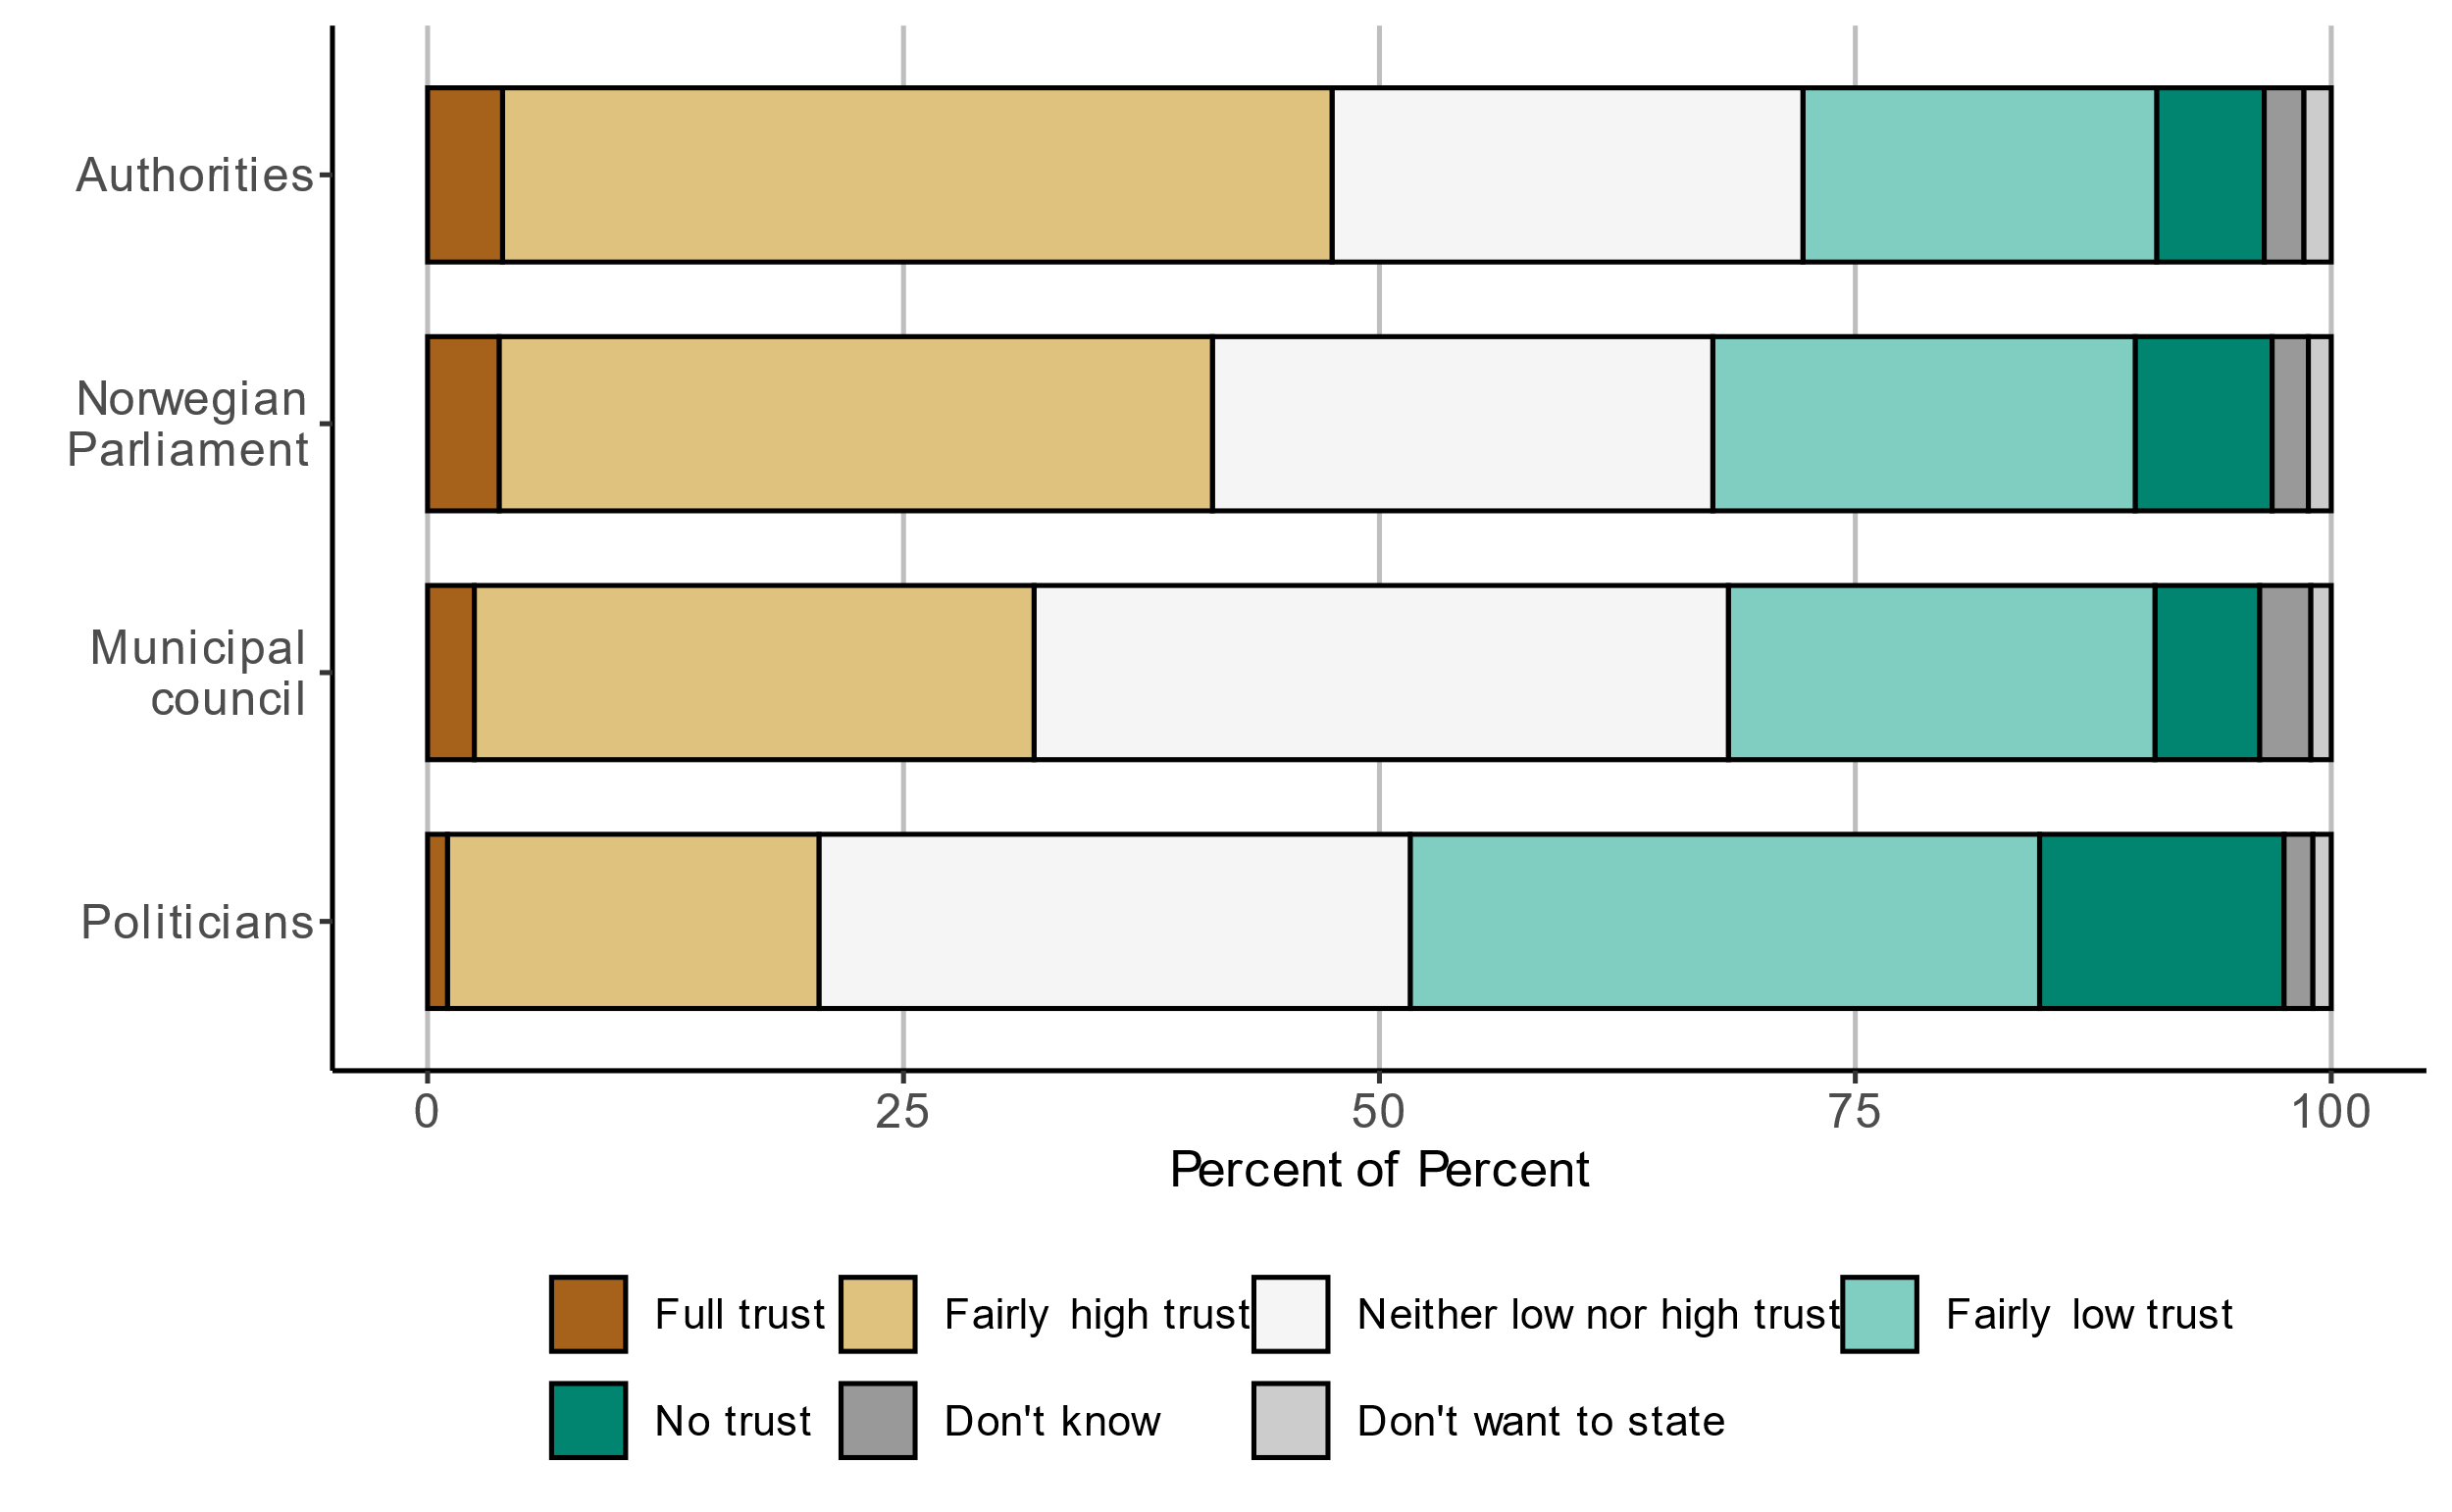 Authorities
Norwegian
Parliament
Municipal
council
Politicians
0 25 50 75 100
Percent of Percent
Full trust Fairly high trust Neither low nor high trust Fairly low trust
No trust Don't know Don't want to state